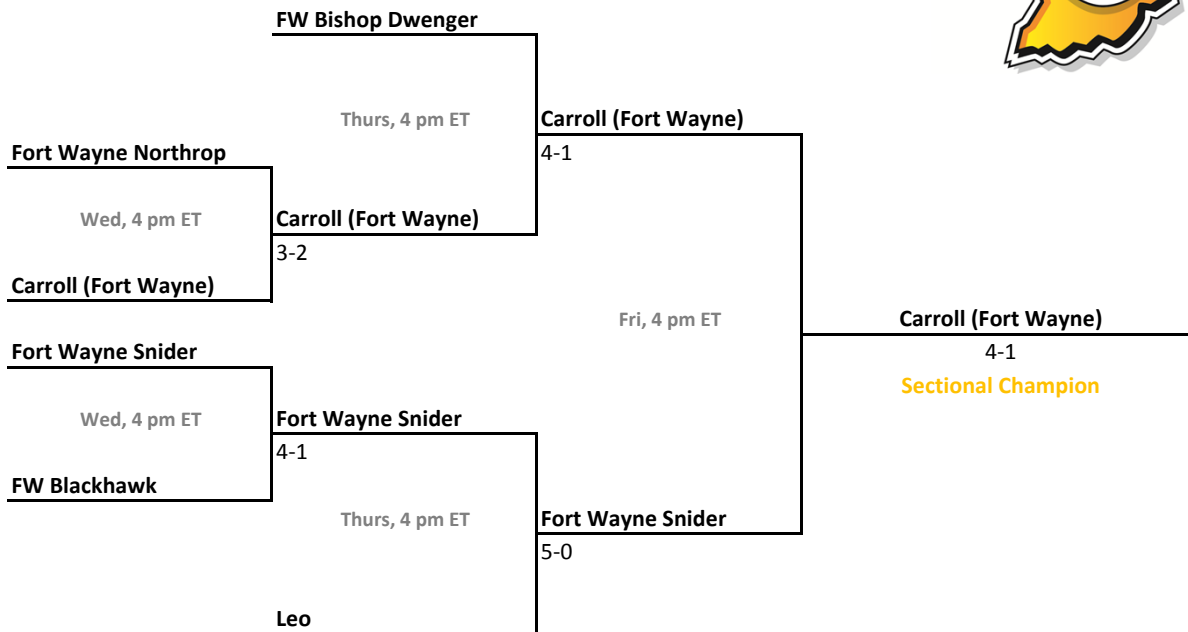 FW Bishop Dwenger
Thurs, 4 pm ET
Carroll (Fort Wayne)
4-1
Fort Wayne Northrop
Wed, 4 pm ET
Carroll (Fort Wayne)
3-2
Carroll (Fort Wayne)
Fri, 4 pm ET
Carroll (Fort Wayne)
4-1
Sectional Champion
Fort Wayne Snider
Wed, 4 pm ET
Fort Wayne Snider
4-1
FW Blackhawk
Thurs, 4 pm ET
Fort Wayne Snider
5-0
Leo